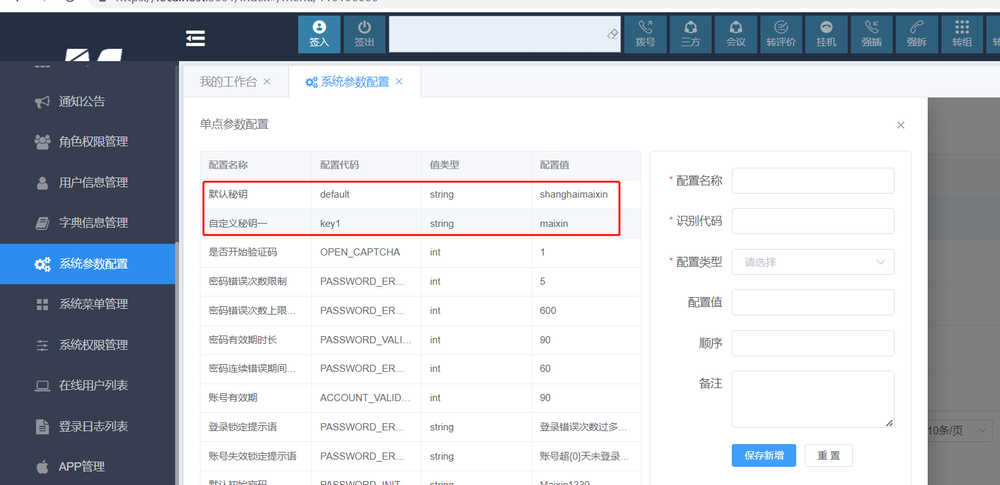 签入
签出
拨号
三方
会议
转评价
挂机
强插
强拆
转组
通知公告
角色权限管理
用户信息管理
字典信息管理
系统参数配置
系统菜单管理
系统权限管理
在线用户列表
登录日志列表
APP管理
我的工作台 ×
系统参数配置 ×
单点参数配置 ×
配置名称 配置代码 值类型 配置值
默认秘钥 default string shanghaimaixin
自定义秘钥一 key1 string maixin
是否开始验证码 OPEN_CAPTCHA int 1
密码错误次数限制 PASSWORD_ER... int 5
密码错误次数上限... PASSWORD_ER... int 600
密码有效期时长 PASSWORD_VALI... int 90
密码连续错误期间... PASSWORD_ER... int 60
账号有效期 ACCOUNT_VALID... int 90
登录锁定提示语 PASSWORD_ER... string 登录错误次数过多...
账号失效锁定提示语 PASSWORD_ER... string 账号超{0}天未登录...
默认初始密码 PASSWORD_INIT string Maixin1330
* 配置名称
* 识别代码
* 配置类型 请选择
配置值
顺序
备注
保存新增 重 置
10条/页